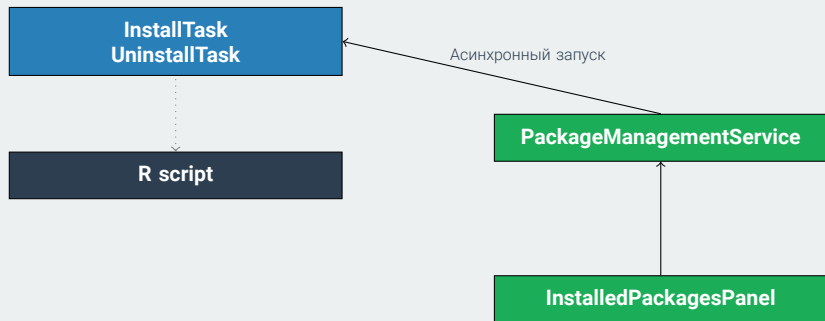 InstallTask
UninstallTask
Асинхронный запуск
PackageManagementService
R script
InstalledPackagesPanel